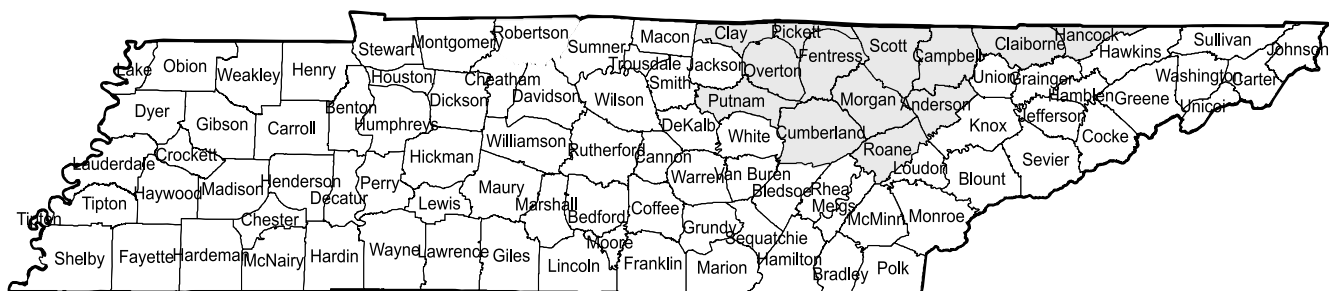 Lake
Obion
Weakley
Henry
Stewart
Montgomery
Robertson
Sumner
Macon
Clay
Pickett
Fentress
Scott
Campbell
Claiborne
Hancock
Hawkins
Sullivan
Johnson
Houston
Trousdale
Smith
Jackson
Overton
Union
Grainger
Washington
Carter
Dyer
Gibson
Carroll
Benton
Humphreys
Dickson
Cheatham
Davidson
Wilson
Putnam
Morgan
Anderson
Knox
Jefferson
Hamblen
Greene
Unicoi
Cocke
Sevier
Lauderdale
Crockett
Haywood
Madison
Henderson
Decatur
Perry
Hickman
Williamson
Rutherford
Cannon
DeKalb
White
Cumberland
Roane
Loudon
Blount
Tipton
Tipton
Chester
Lewis
Maury
Marshall
Bedford
Coffee
Warren
Van Buren
Bledsoe
Rhea
Meigs
McMinn
Monroe
Shelby
Fayette
Hardeman
McNairy
Hardin
Wayne
Lawrence
Giles
Lincoln
Moore
Franklin
Grundy
Sequatchie
Marion
Hamilton
Bradley
Polk